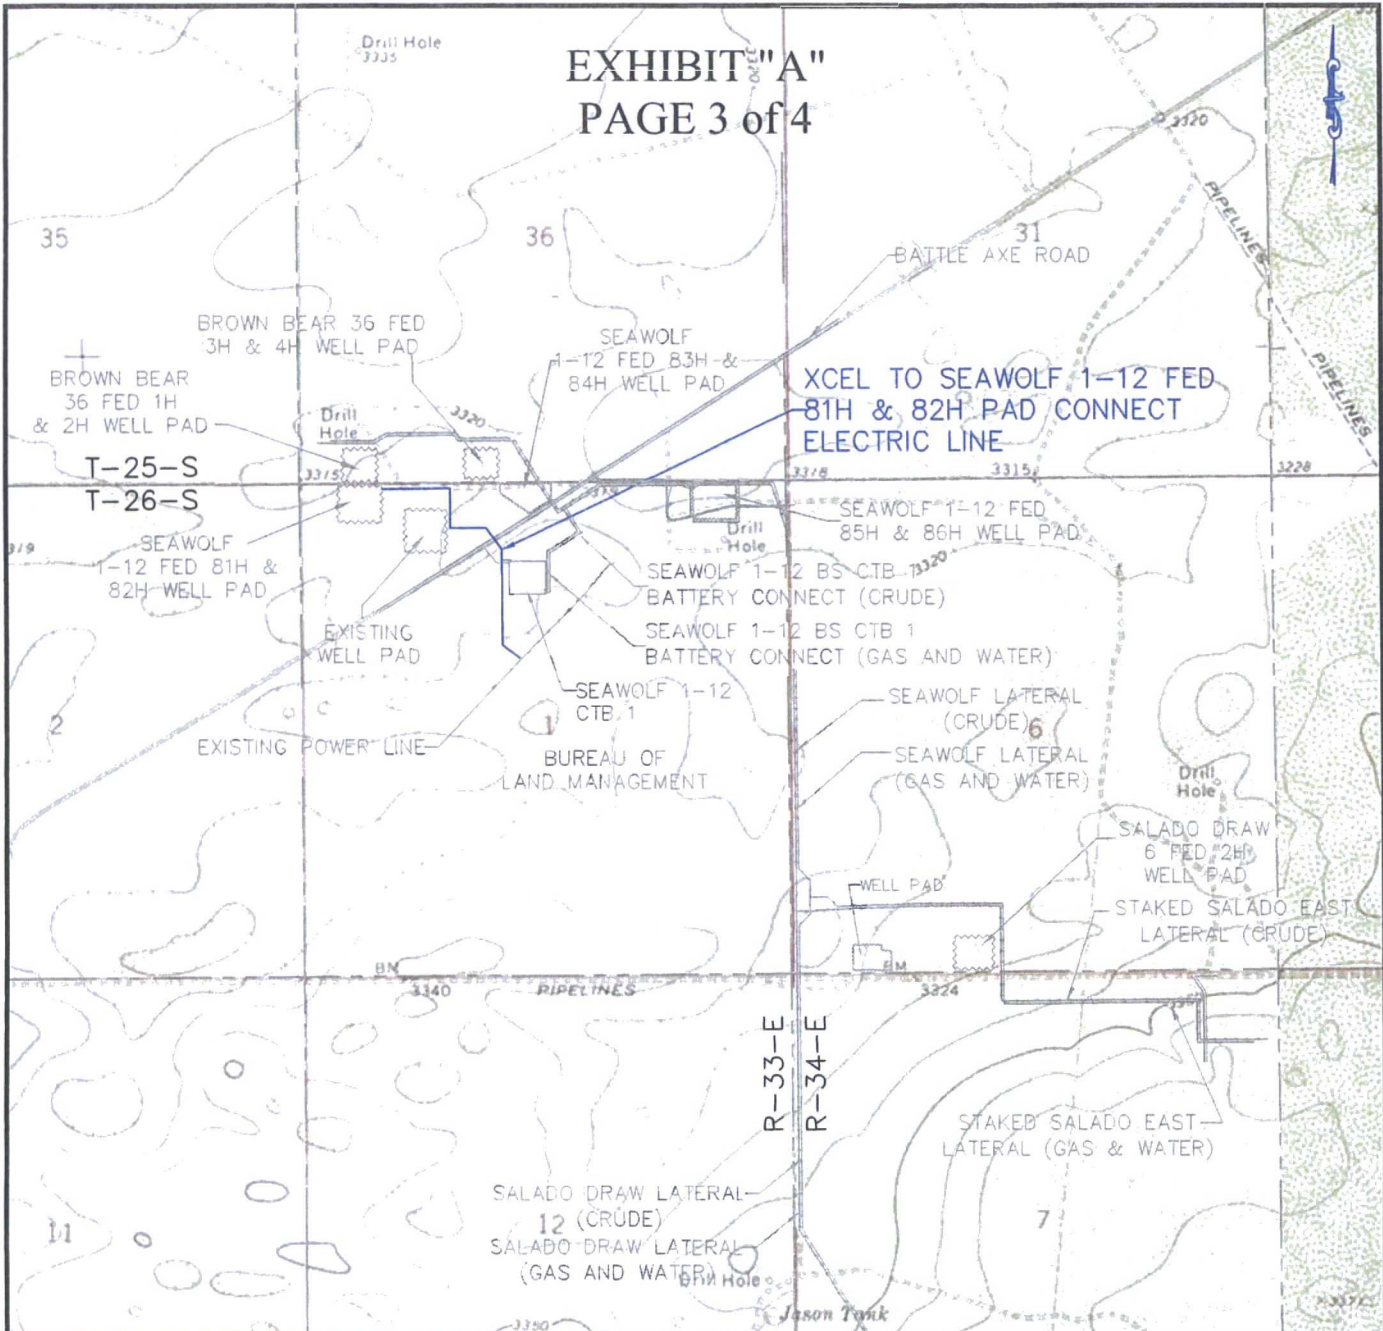 EXHIBIT "A"
PAGE 3 of 4
Drill Hole
3335
3320
35
36
31
PIPELINES
PIPELINES
BATTLE AXE ROAD
BROWN BEAR 36 FED
3H & 4H WELL PAD
SEAWOLF
1-12 FED 83H &
84H WELL PAD
BROWN BEAR
36 FED 1H
& 2H WELL PAD
XCEL TO SEAWOLF 1-12 FED
81H & 82H PAD CONNECT
ELECTRIC LINE
Drill
Hole
3320
T-25-S
T-26-S
3315
3318
3315
3228
319
SEAWOLF
1-12 FED 81H &
82H WELL PAD
SEAWOLF 1-12 FED
85H & 86H WELL PAD
Drill
Hole
3320
SEAWOLF 1-12 BS CTB 1
BATTERY CONNECT (CRUDE)
EXISTING
WELL PAD
SEAWOLF 1-12 BS CTB 1
BATTERY CONNECT (GAS AND WATER)
SEAWOLF 1-12
CTB 1
SEAWOLF LATERAL
(CRUDE)
6
2
1
EXISTING POWER LINE
BUREAU OF
LAND MANAGEMENT
SEAWOLF LATERAL
(GAS AND WATER)
Drill
Hole
SALADO DRAW
6 FED 2H
WELL PAD
WELL PAD
STAKED SALADO EAST
LATERAL (CRUDE)
BM
3340
PIPELINES
BM
3324
R-33-E
R-34-E
STAKED SALADO EAST
LATERAL (GAS & WATER)
SALADO DRAW LATERAL
(CRUDE)
11
12
7
SALADO DRAW LATERAL
(GAS AND WATER)
Drill Hole
Jason Tank
3350